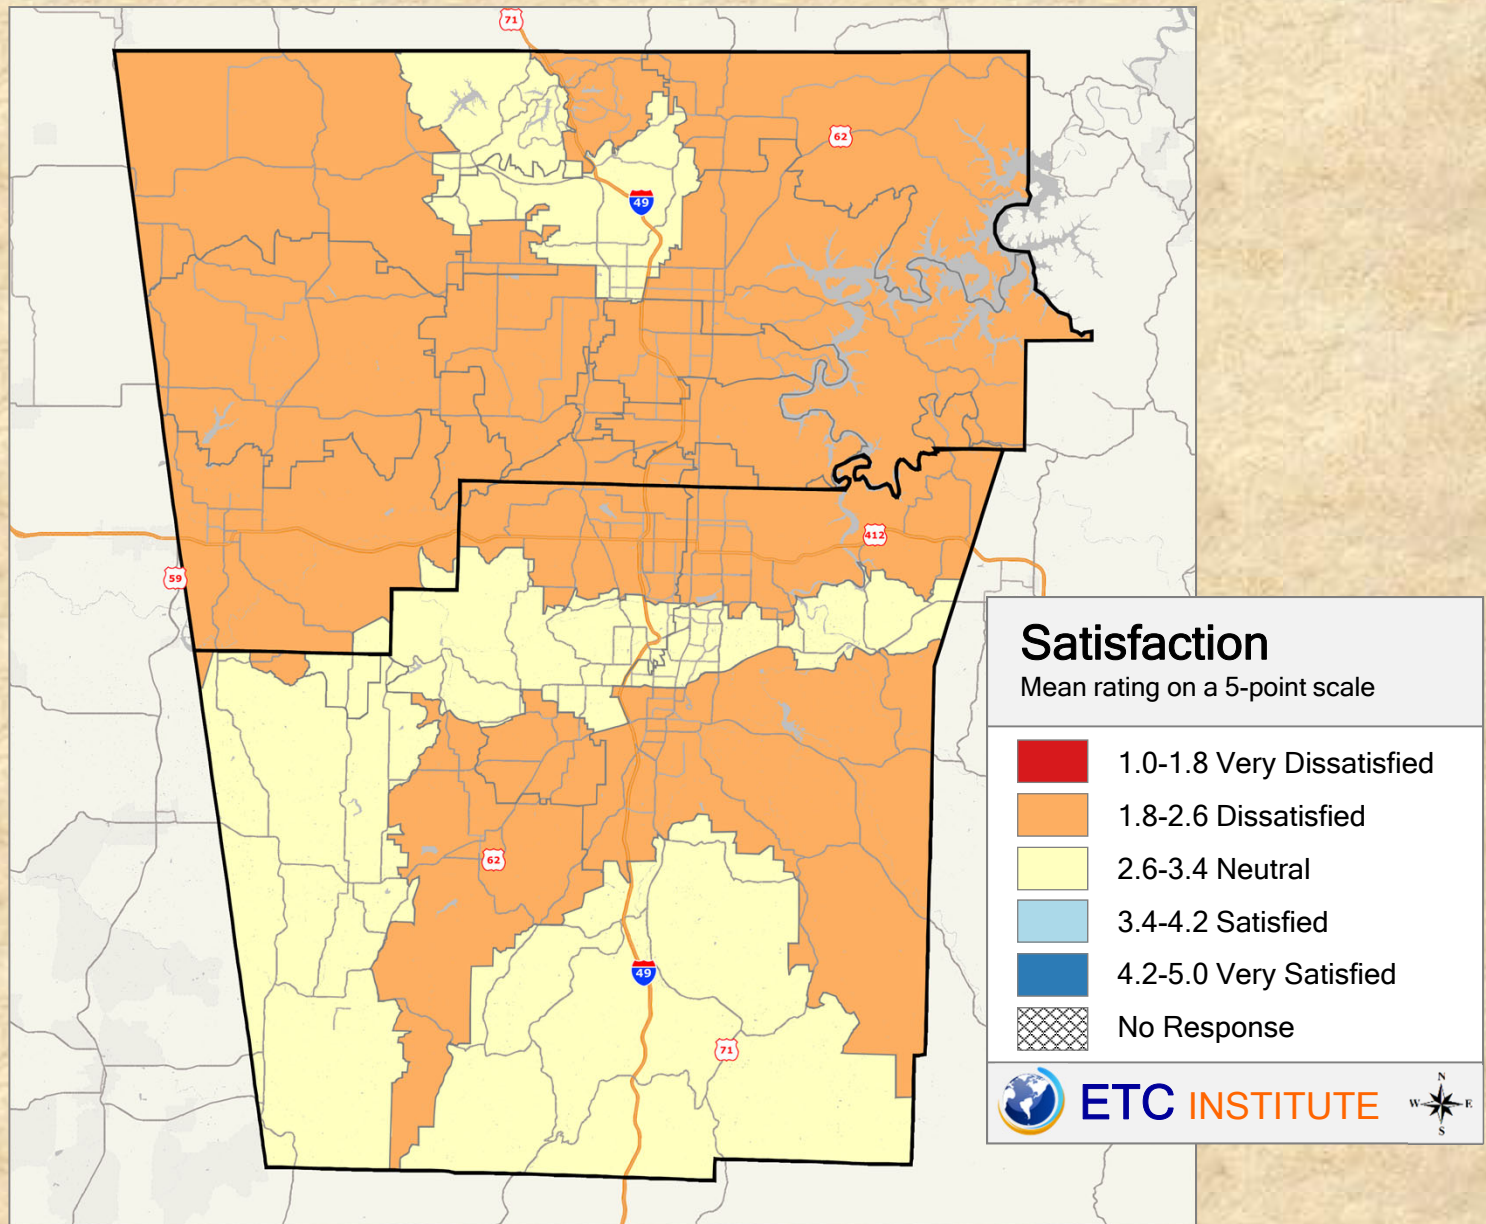 71
62
49
412
59
62
49
71
Satisfaction
Mean rating on a 5-point scale
1.0-1.8 Very Dissatisfied
1.8-2.6 Dissatisfied
2.6-3.4 Neutral
3.4-4.2 Satisfied
4.2-5.0 Very Satisfied
No Response
ETC INSTITUTE
N
W E
S